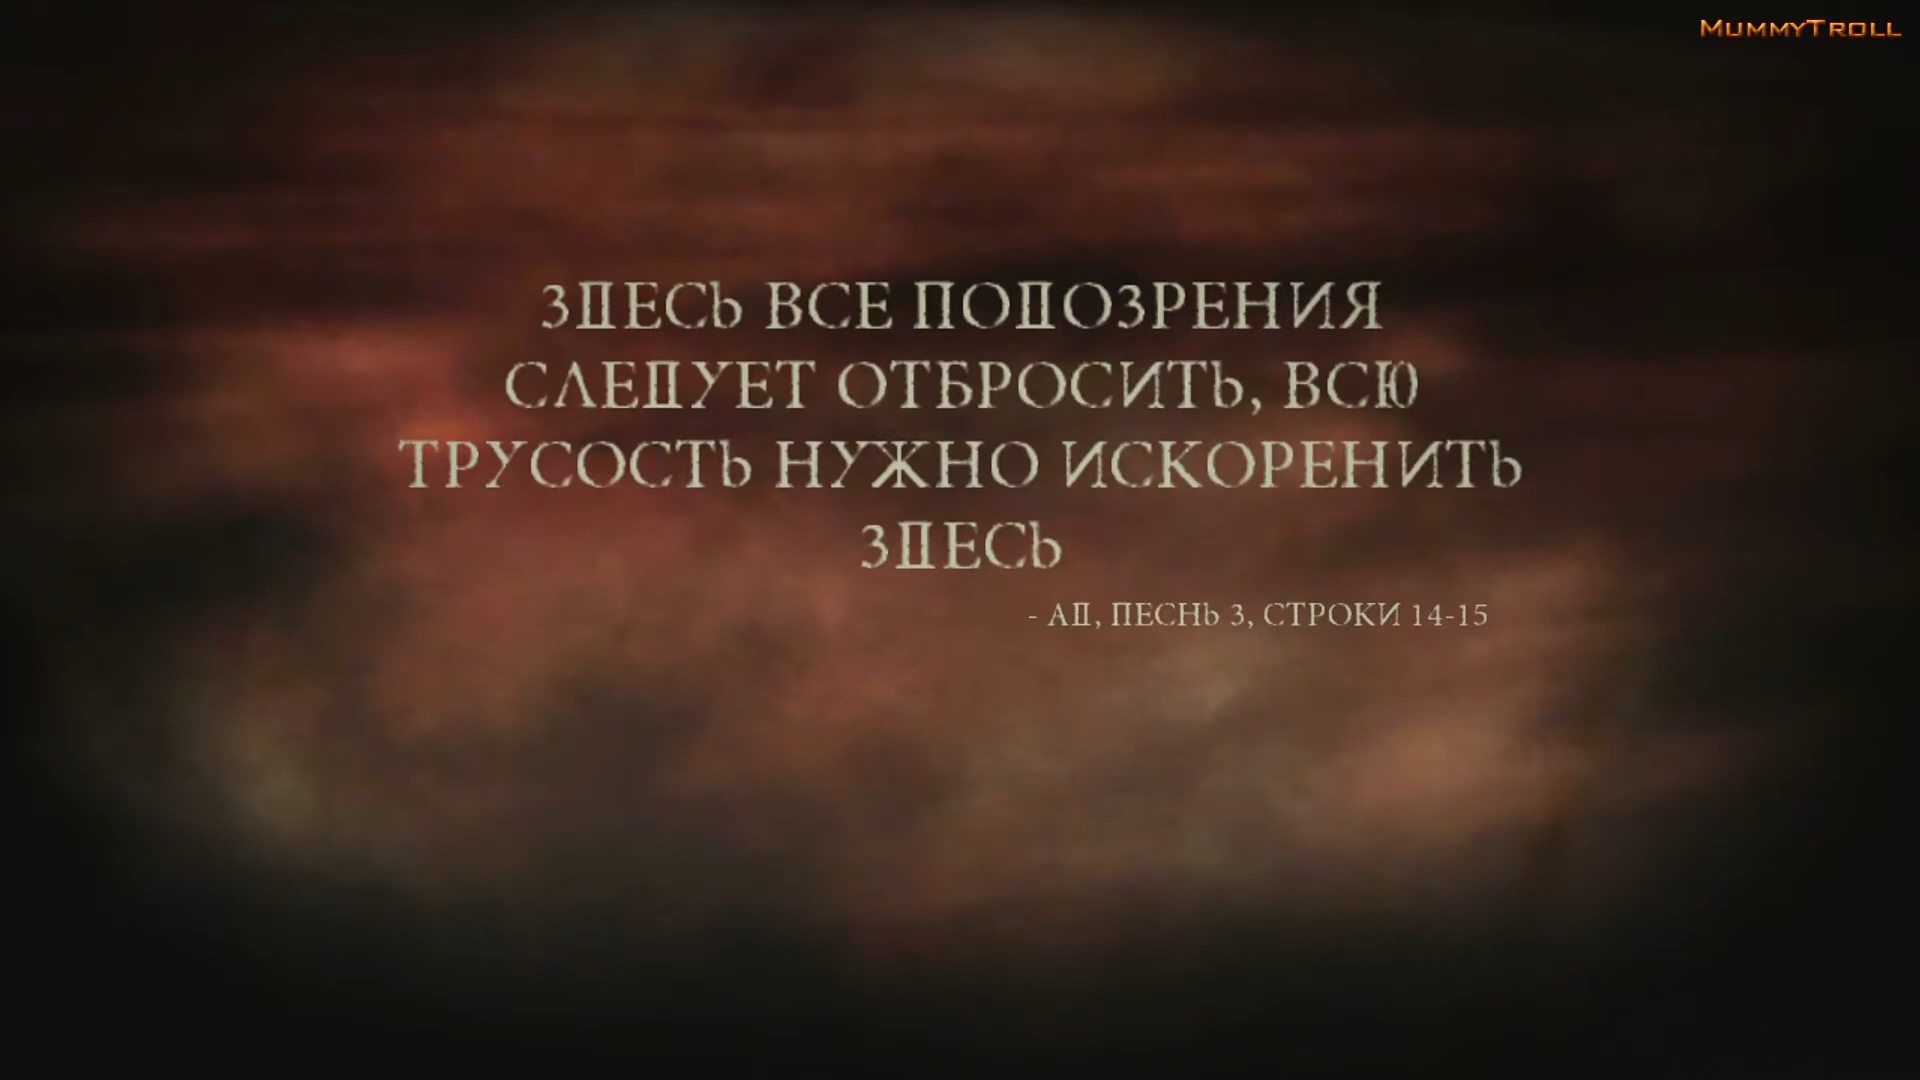 MUMMYTROLL
ЗДЕСЬ ВСЕ ПОДОЗРЕНИЯ
СЛЕДУЕТ ОТБРОСИТЬ, ВСЮ
ТРУСОСТЬ НУЖНО ИСКОРЕНИТЬ
ЗДЕСЬ
- АД, ПЕСНЬ 3, СТРОКИ 14-15